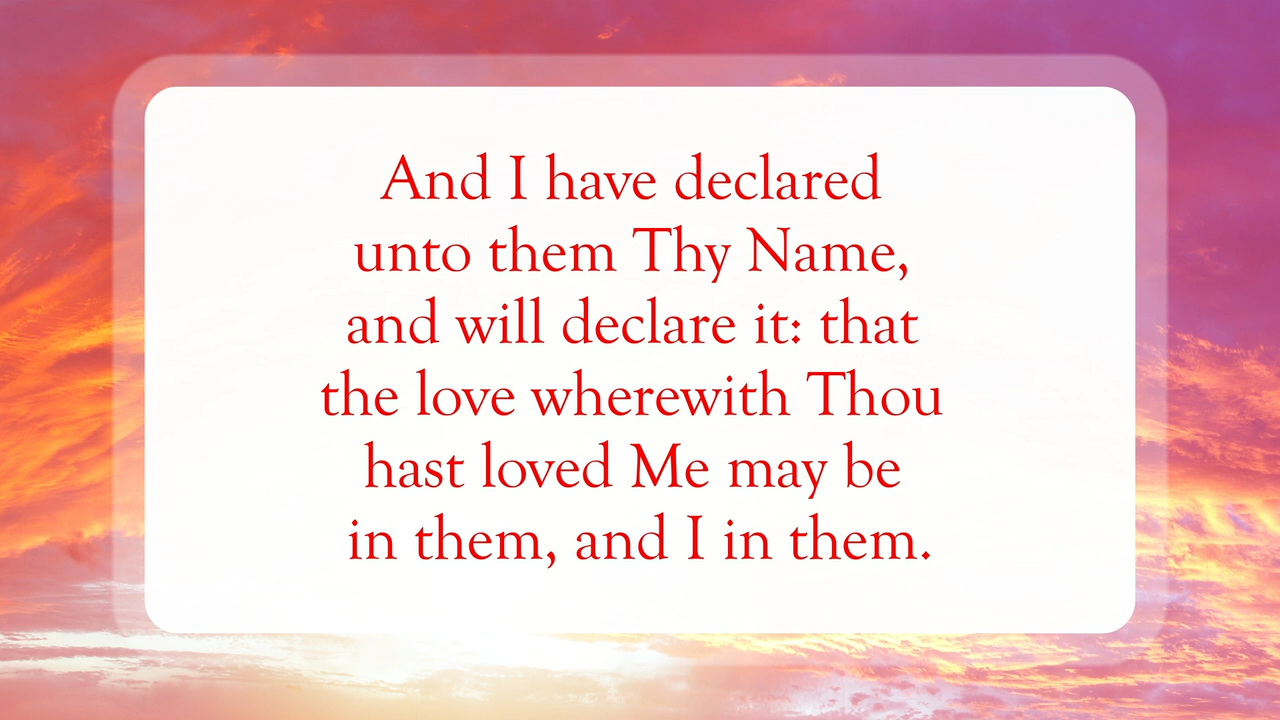 And I have declared
unto them Thy Name,
and will declare it: that
the love wherewith Thou
hast loved Me may be
in them, and I in them.